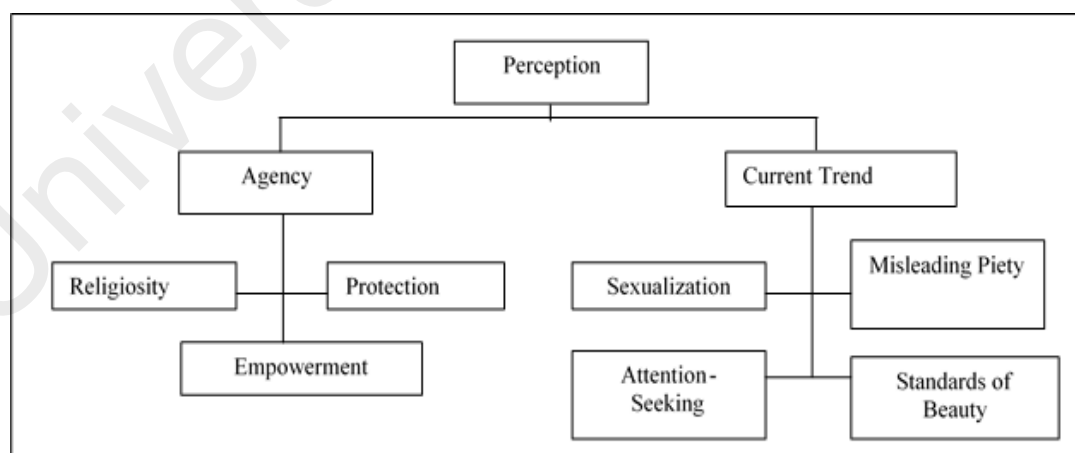 Perception
Agency
Current Trend
Religiosity
Protection
Empowerment
Sexualization
Misleading Piety
Attention-
Seeking
Standards of
Beauty